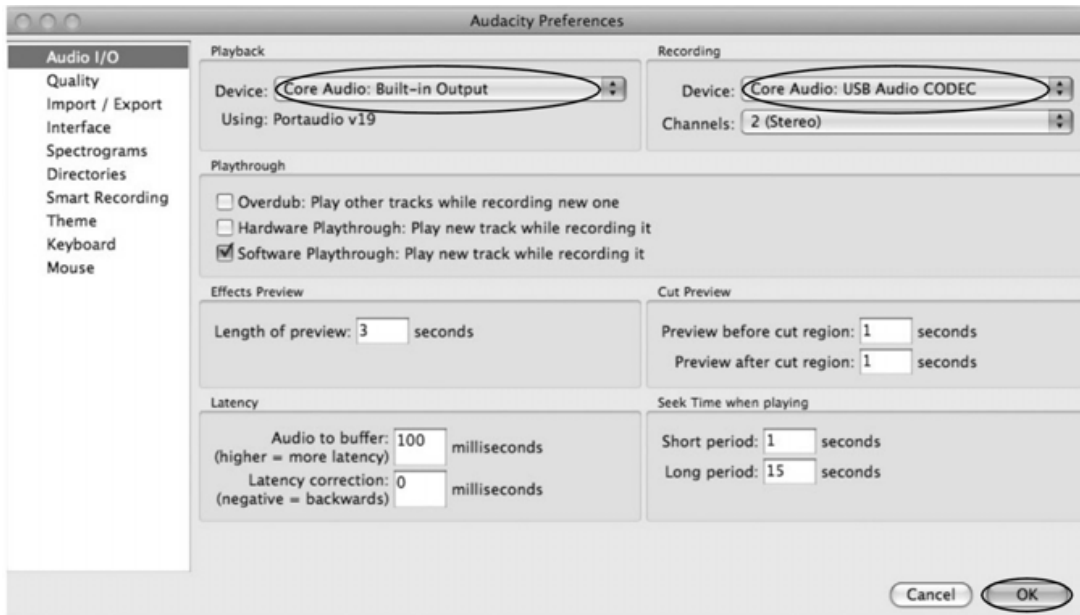 Audacity Preferences
Audio I/O
Quality
Import / Export
Interface
Spectrograms
Directories
Smart Recording
Theme
Keyboard
Mouse
Playback
Device: Core Audio: Built-in Output
Using: Portaudio v19
Recording
Device: Core Audio: USB Audio CODEC
Channels: 2 (Stereo)
Playthrough
Overdub: Play other tracks while recording new one
Hardware Playthrough: Play new track while recording it
Software Playthrough: Play new track while recording it
Effects Preview
Length of preview: 3 seconds
Cut Preview
Preview before cut region: 1 seconds
Preview after cut region: 1 seconds
Latency
Audio to buffer: 100 milliseconds
(higher = more latency)
Latency correction: 0 milliseconds
(negative = backwards)
Seek Time when playing
Short period: 1 seconds
Long period: 15 seconds
Cancel
OK